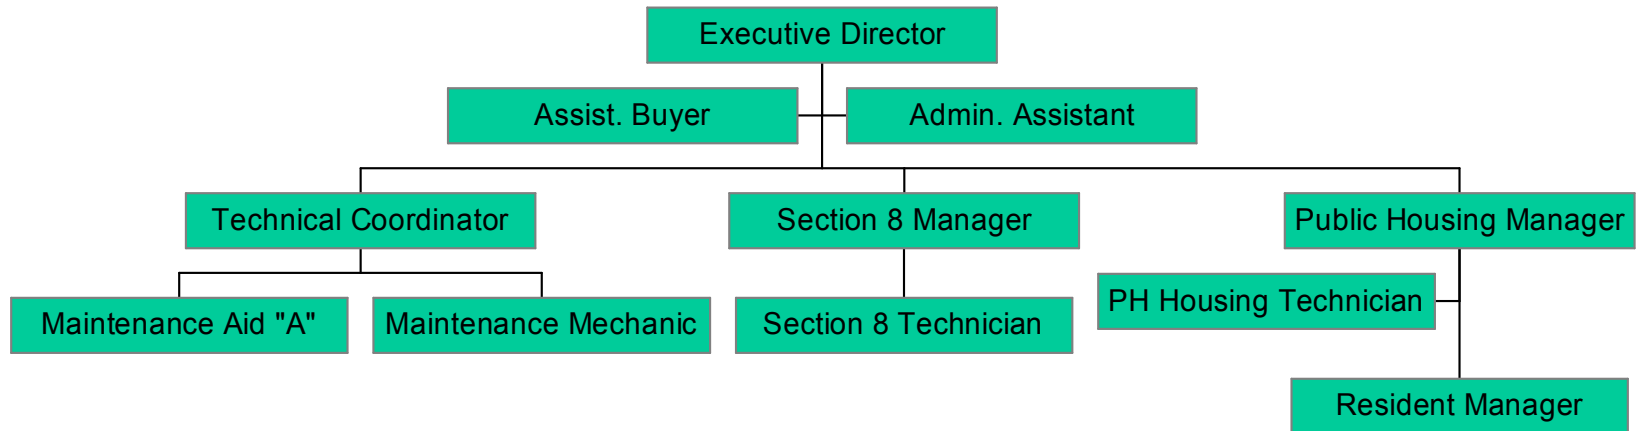 Executive Director
Assist. Buyer
Admin. Assistant
Technical Coordinator
Section 8 Manager
Public Housing Manager
Maintenance Aid "A"
Maintenance Mechanic
Section 8 Technician
PH Housing Technician
Resident Manager